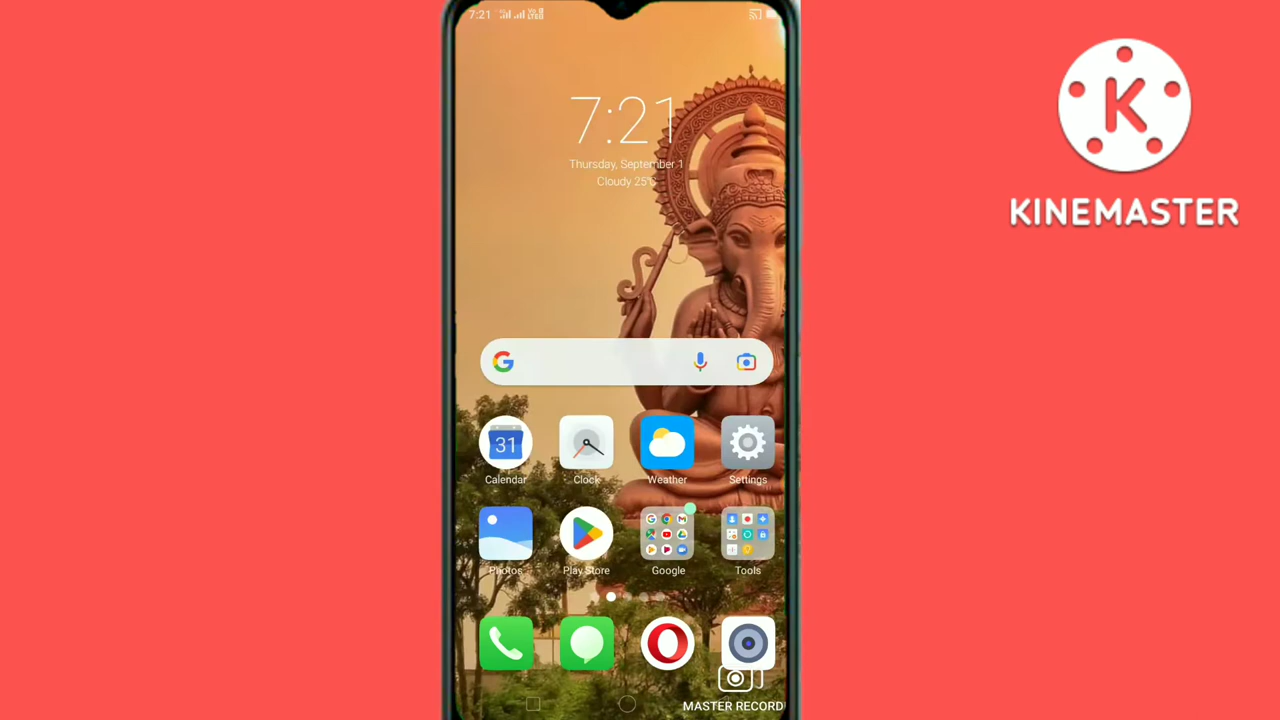 7:21
7:21
Thursday, September 1
Cloudy 25°C
G
31
Calendar
Clock
Weather
Settings
Photos
Play Store
Google
Tools
MASTER RECORD
K
KINEMASTER